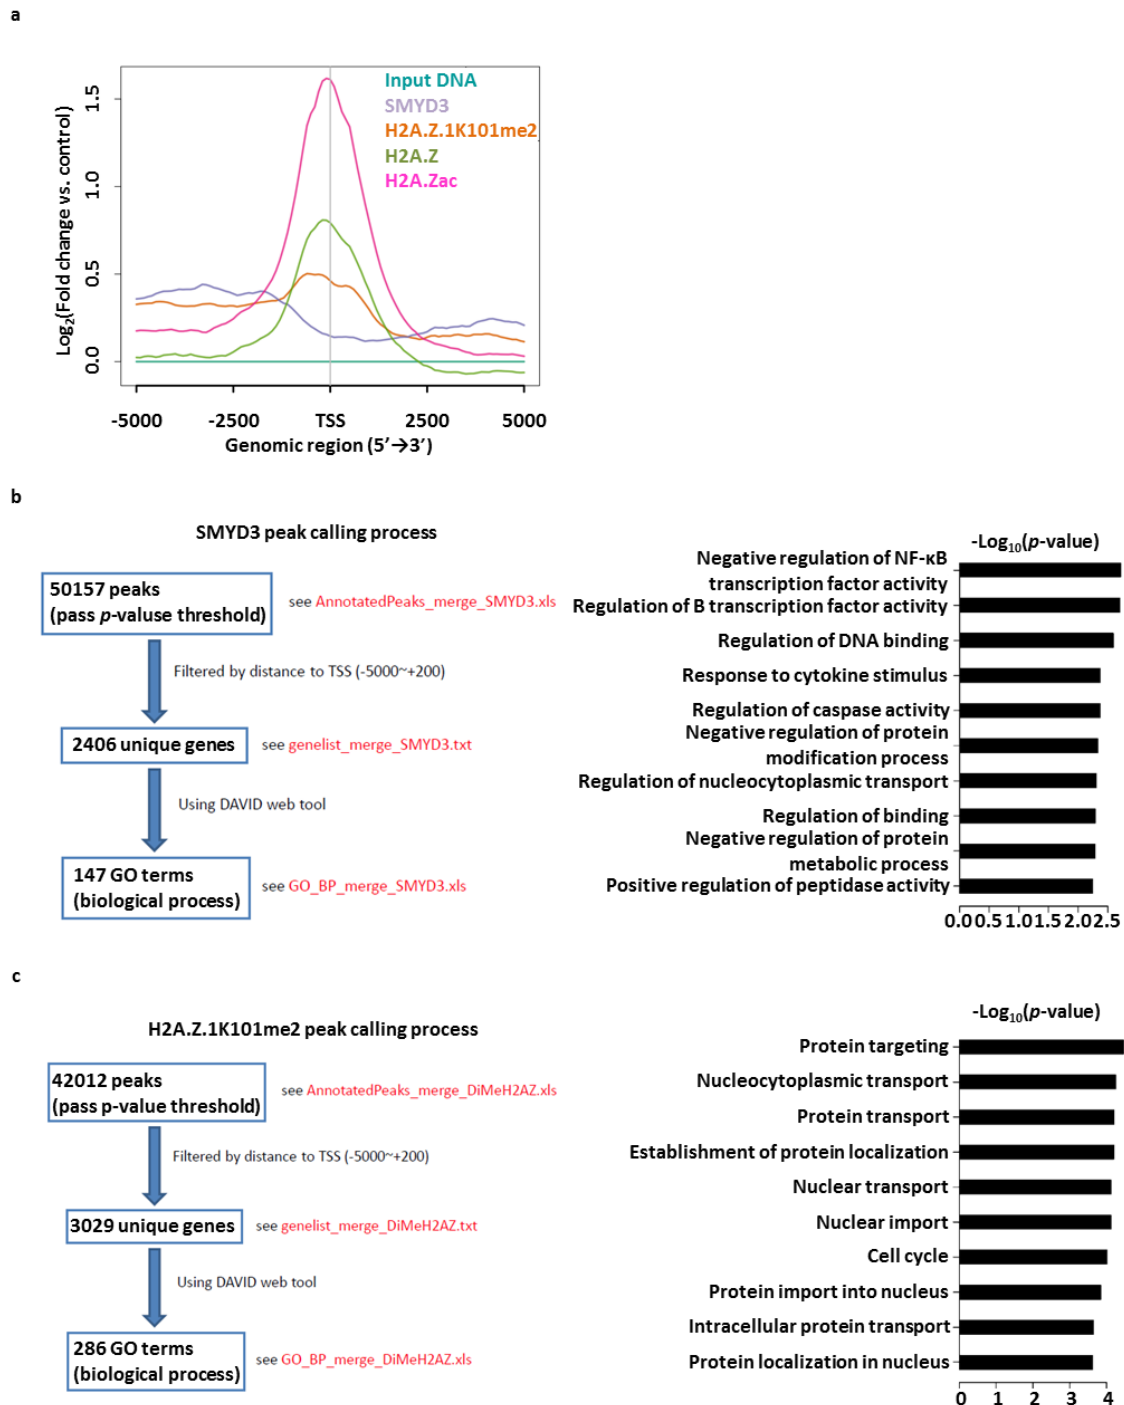 a
Input DNA
SMYD3
H2A.Z.1K101me2
H2A.Z
H2A.Zac
Log2(Fold change vs. control)
1.5
1.0
0.5
0.0
-5000 -2500 TSS 2500 5000
Genomic region (5′→3′)
b
SMYD3 peak calling process
50157 peaks
(pass p-valuse threshold)
see AnnotatedPeaks_merge_SMYD3.xls
Filtered by distance to TSS (-5000~+200)
2406 unique genes
see genelist_merge_SMYD3.txt
Using DAVID web tool
147 GO terms
(biological process)
see GO_BP_merge_SMYD3.xls
-Log10(p-value)
Negative regulation of NF-κB
transcription factor activity
Regulation of B transcription factor activity
Regulation of DNA binding
Response to cytokine stimulus
Regulation of caspase activity
Negative regulation of protein
modification process
Regulation of nucleocytoplasmic transport
Regulation of binding
Negative regulation of protein
metabolic process
Positive regulation of peptidase activity
0.0 0.5 1.0 1.5 2.0 2.5
c
H2A.Z.1K101me2 peak calling process
42012 peaks
(pass p-value threshold)
see AnnotatedPeaks_merge_DiMeH2AZ.xls
Filtered by distance to TSS (-5000~+200)
3029 unique genes
see genelist_merge_DiMeH2AZ.txt
Using DAVID web tool
286 GO terms
(biological process)
see GO_BP_merge_DiMeH2AZ.xls
-Log10(p-value)
Protein targeting
Nucleocytoplasmic transport
Protein transport
Establishment of protein localization
Nuclear transport
Nuclear import
Cell cycle
Protein import into nucleus
Intracellular protein transport
Protein localization in nucleus
0 1 2 3 4